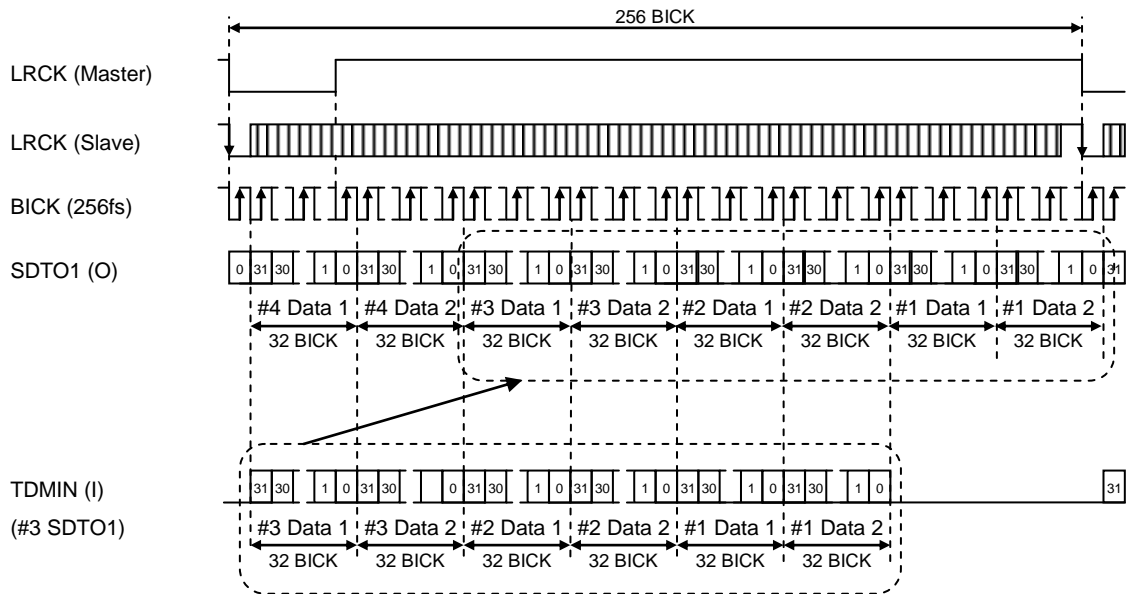 256 BICK
LRCK (Master)
LRCK (Slave)
BICK (256fs)
SDTO1 (O)
0 31 30 1 0 31 30 1 0 31 30 1 0 31 30 1 0 31 30 1 0 31 30 1 0 31 30 1 0 31 30 1 0 31
#4 Data 1 #4 Data 2 #3 Data 1 #3 Data 2 #2 Data 1 #2 Data 2 #1 Data 1 #1 Data 2
32 BICK 32 BICK 32 BICK 32 BICK 32 BICK 32 BICK 32 BICK 32 BICK
TDMIN (I)
31 30 1 0 31 30 0 31 30 1 0 31 30 1 0 31 30 1 0 31 30 1 0 31
(#3 SDTO1)
#3 Data 1 #3 Data 2 #2 Data 1 #2 Data 2 #1 Data 1 #1 Data 2
32 BICK 32 BICK 32 BICK 32 BICK 32 BICK 32 BICK